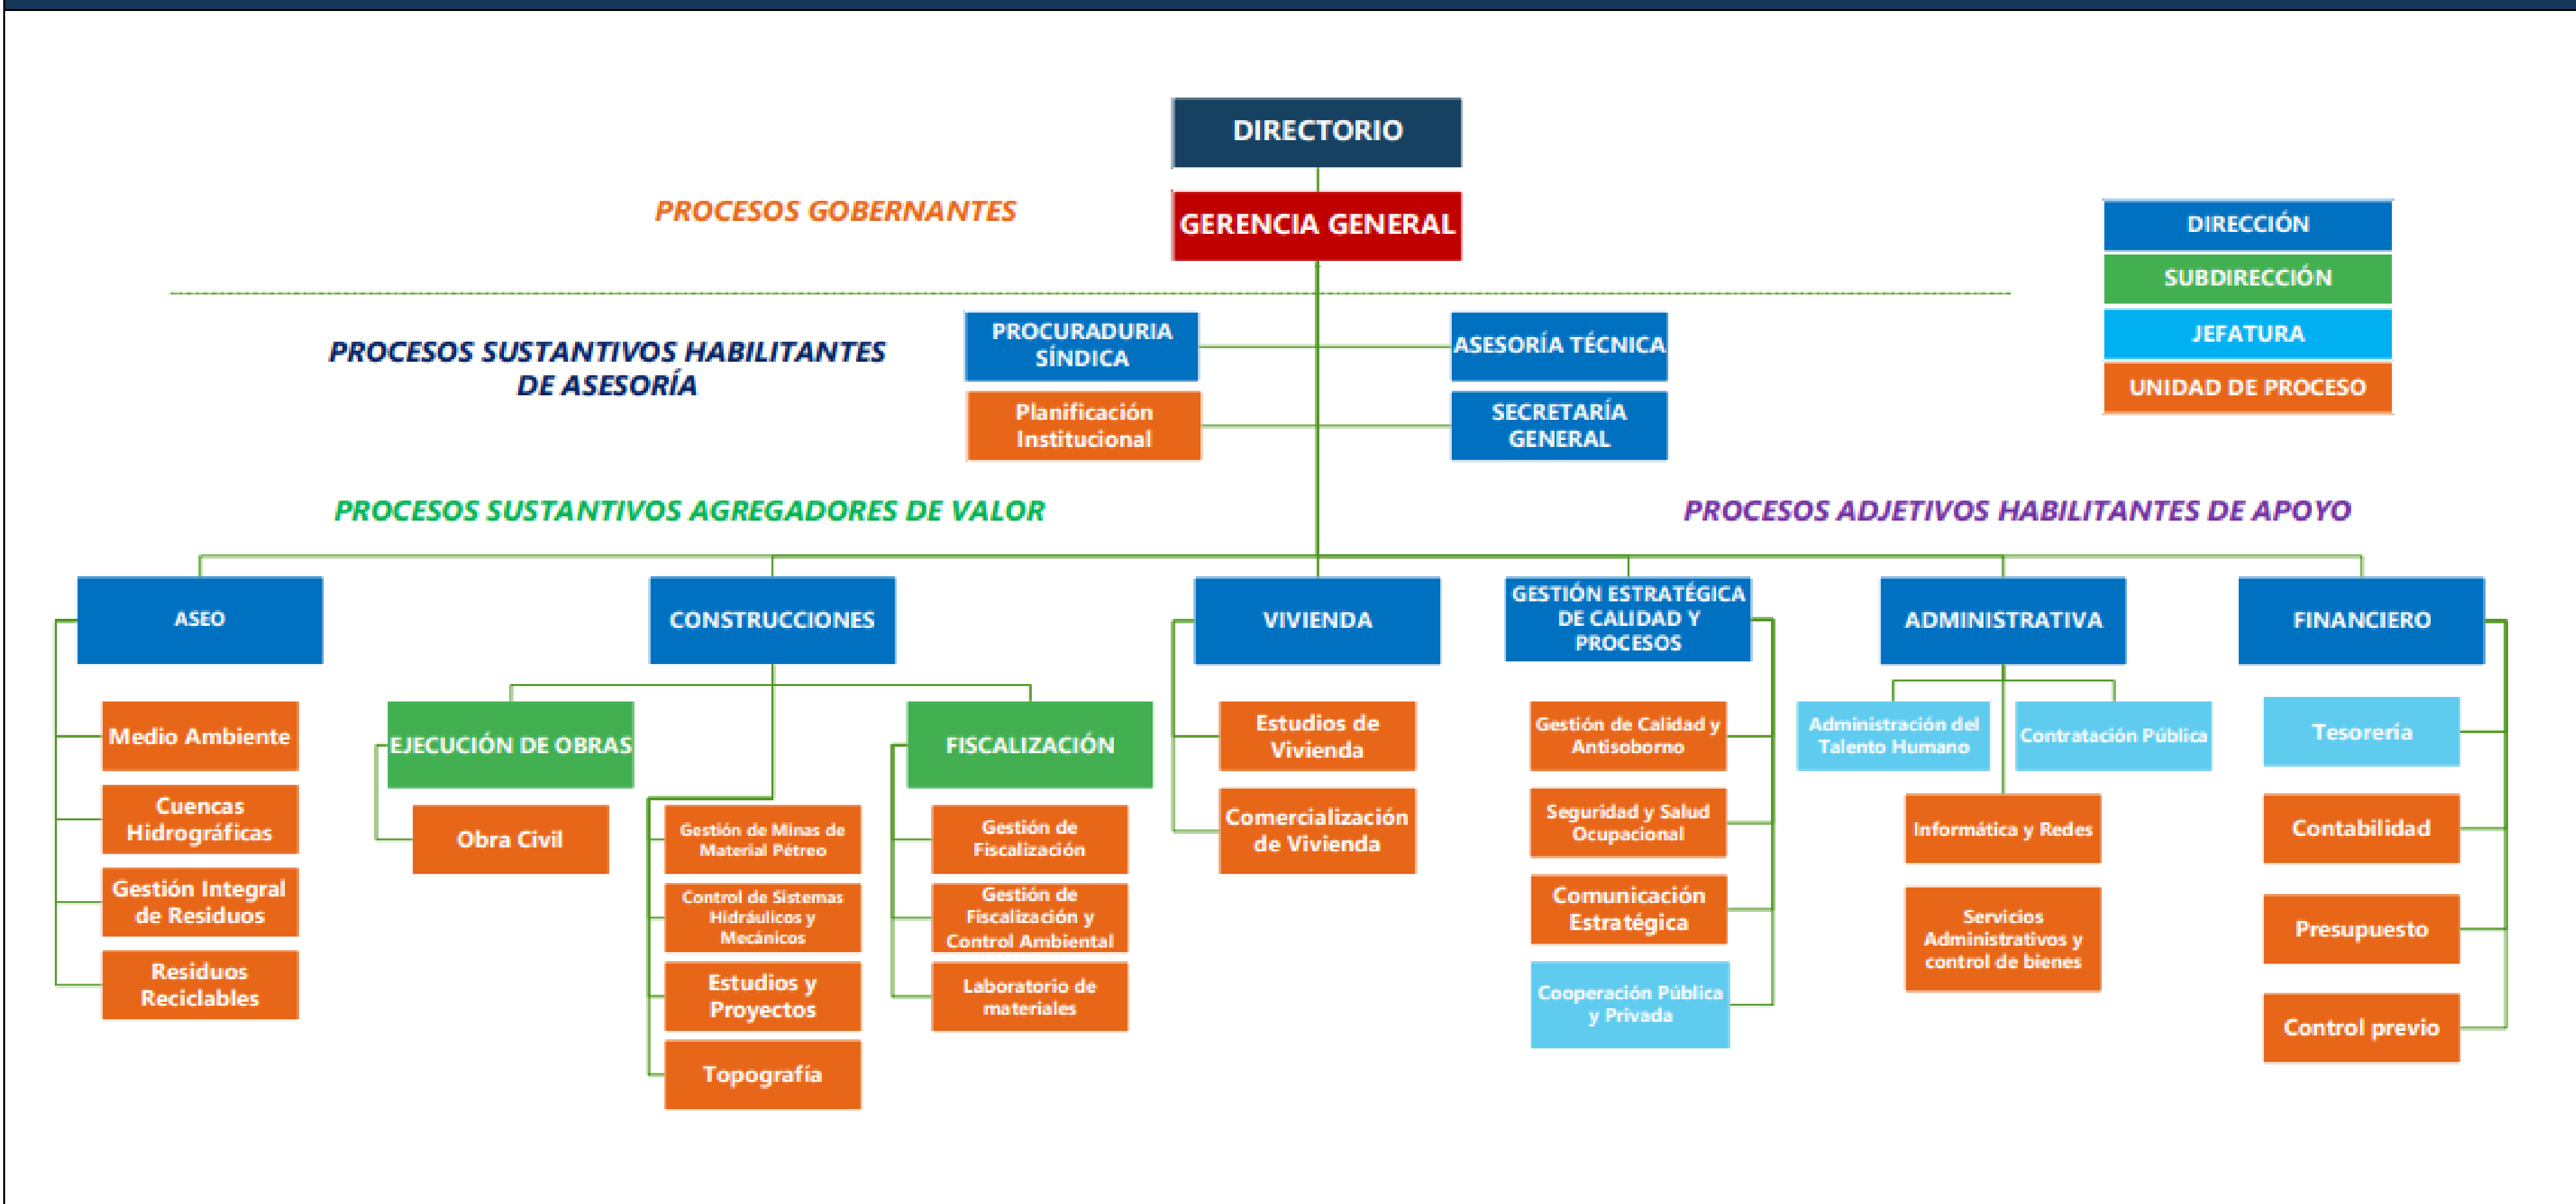 DIRECTORIO
PROCESOS GOBERNANTES
GERENCIA GENERAL
DIRECCIÓN
SUBDIRECCIÓN
JEFATURA
UNIDAD DE PROCESO
PROCESOS SUSTANTIVOS HABILITANTES
DE ASESORÍA
PROCURADURIA
SÍNDICA
ASESORÍA TÉCNICA
Planificación
Institucional
SECRETARÍA
GENERAL
PROCESOS SUSTANTIVOS AGREGADORES DE VALOR
PROCESOS ADJETIVOS HABILITANTES DE APOYO
ASEO
Medio Ambiente
Cuencas
Hidrográficas
Gestión Integral
de Residuos
Residuos
Reciclables
CONSTRUCCIONES
EJECUCIÓN DE OBRAS
Obra Civil
Gestión de Minas de
Material Pétreo
Control de Sistemas
Hidráulicos y
Mecánicos
Estudios y
Proyectos
Topografía
FISCALIZACIÓN
Gestión de
Fiscalización
Gestión de
Fiscalización y
Control Ambiental
Laboratorio de
materiales
VIVIENDA
Estudios de
Vivienda
Comercialización
de Vivienda
GESTIÓN ESTRATÉGICA
DE CALIDAD Y
PROCESOS
Gestión de Calidad y
Antisoborno
Seguridad y Salud
Ocupacional
Comunicación
Estratégica
Cooperación Pública
y Privada
ADMINISTRATIVA
Administración del
Talento Humano
Contratación Pública
Informática y Redes
Servicios
Administrativos y
control de bienes
FINANCIERO
Tesorería
Contabilidad
Presupuesto
Control previo